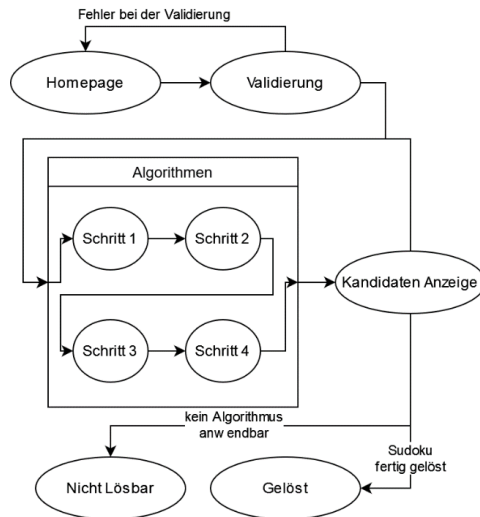 Fehler bei der Validierung
Homepage
Validierung
Algorithmen
Schritt 1
Schritt 2
Kandidaten Anzeige
Schritt 3
Schritt 4
kein Algorithmus
anw endbar
Sudoku
fertig gelöst
Nicht Lösbar
Gelöst